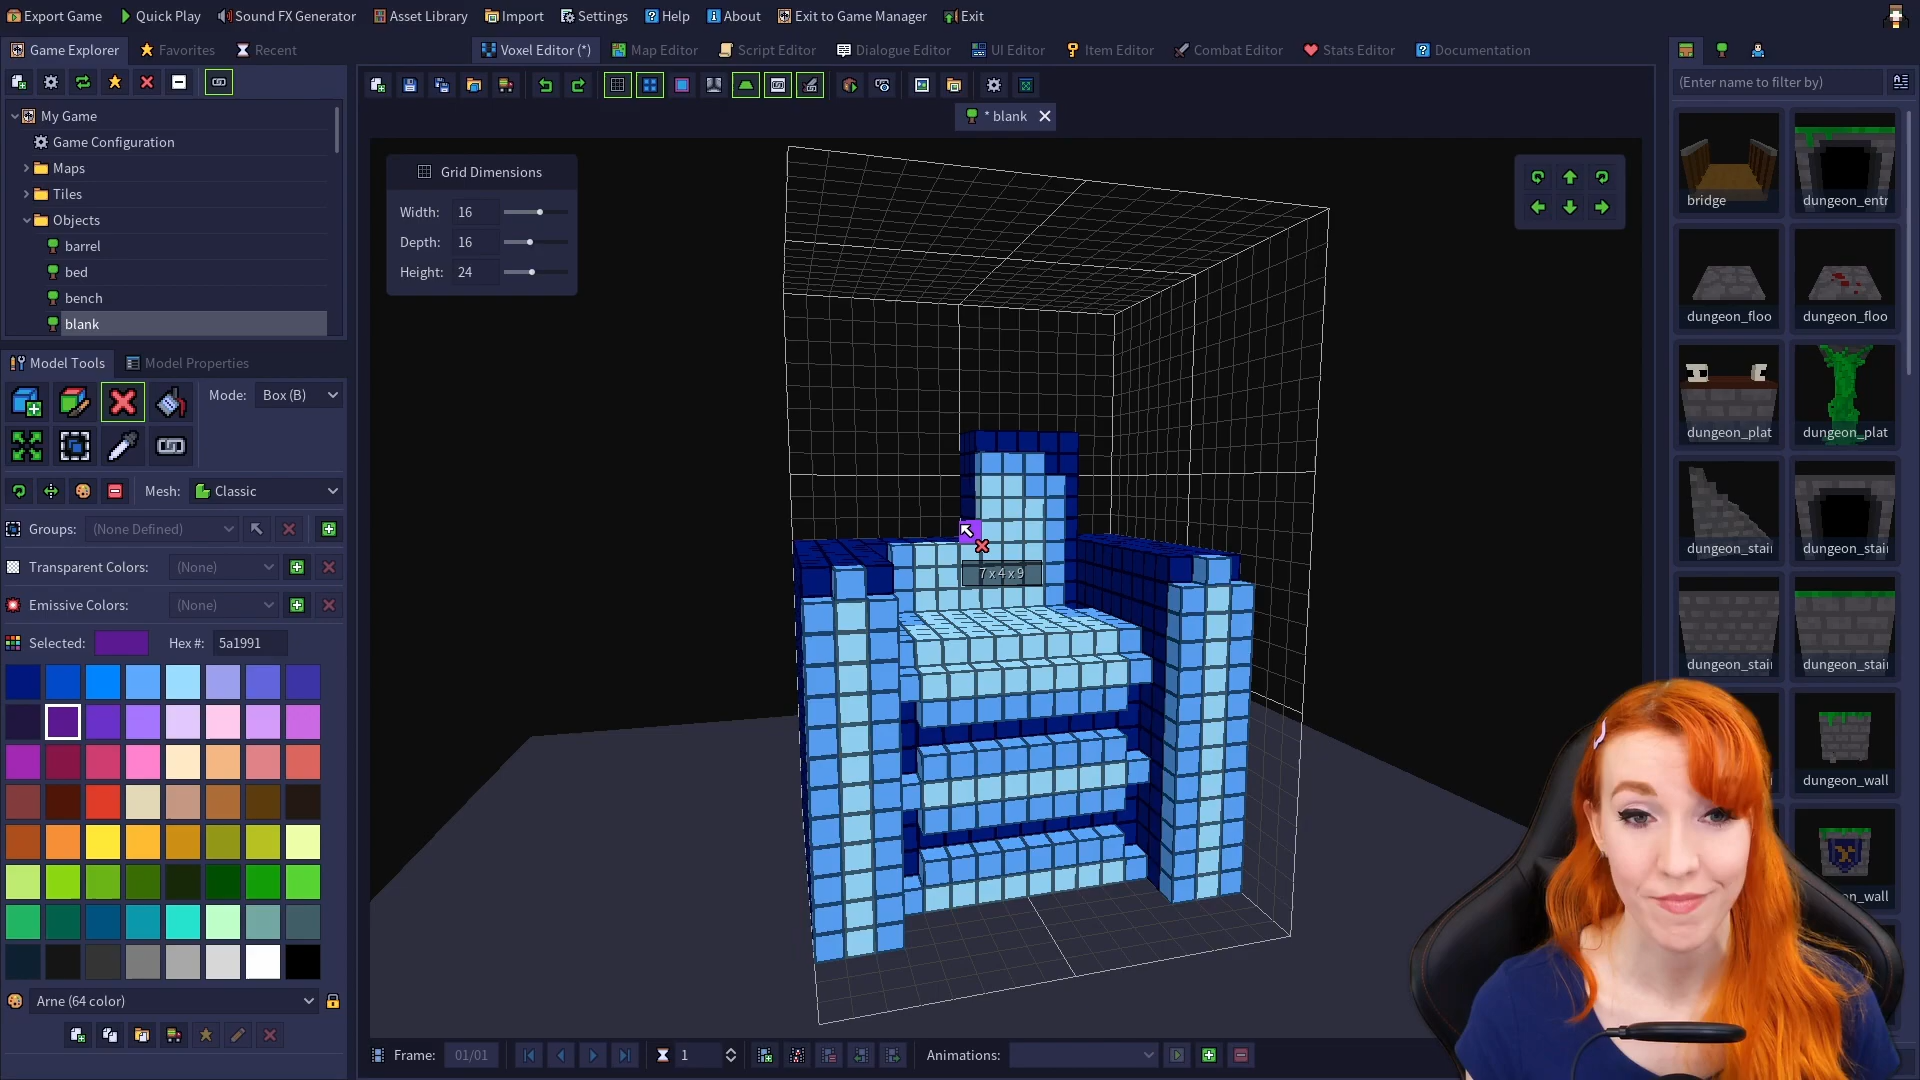 Export Game
Quick Play
Sound FX Generator
Asset Library
Import
Settings
Help
About
Exit to Game Manager
Exit
Game Explorer
Favorites
Recent
Voxel Editor (*)
Map Editor
Script Editor
Dialogue Editor
UI Editor
Item Editor
Combat Editor
Stats Editor
Documentation
(Enter name to filter by)
* blank
My Game
Game Configuration
Maps
Tiles
Objects
barrel
bed
bench
blank
Grid Dimensions
Width: 16
Depth: 16
Height: 24
bridge
dungeon_entr
dungeon_floo
dungeon_floo
dungeon_plat
dungeon_plat
dungeon_stair
dungeon_stair
dungeon_stair
dungeon_stair
dungeon_wall
on_wall
Model Tools
Model Properties
Mode: Box (B)
Mesh: Classic
Groups: (None Defined)
Transparent Colors: (None)
Emissive Colors: (None)
Selected:
Hex #: 5a1991
7 x 4 x 9
Arne (64 color)
Frame: 01/01
1
Animations: